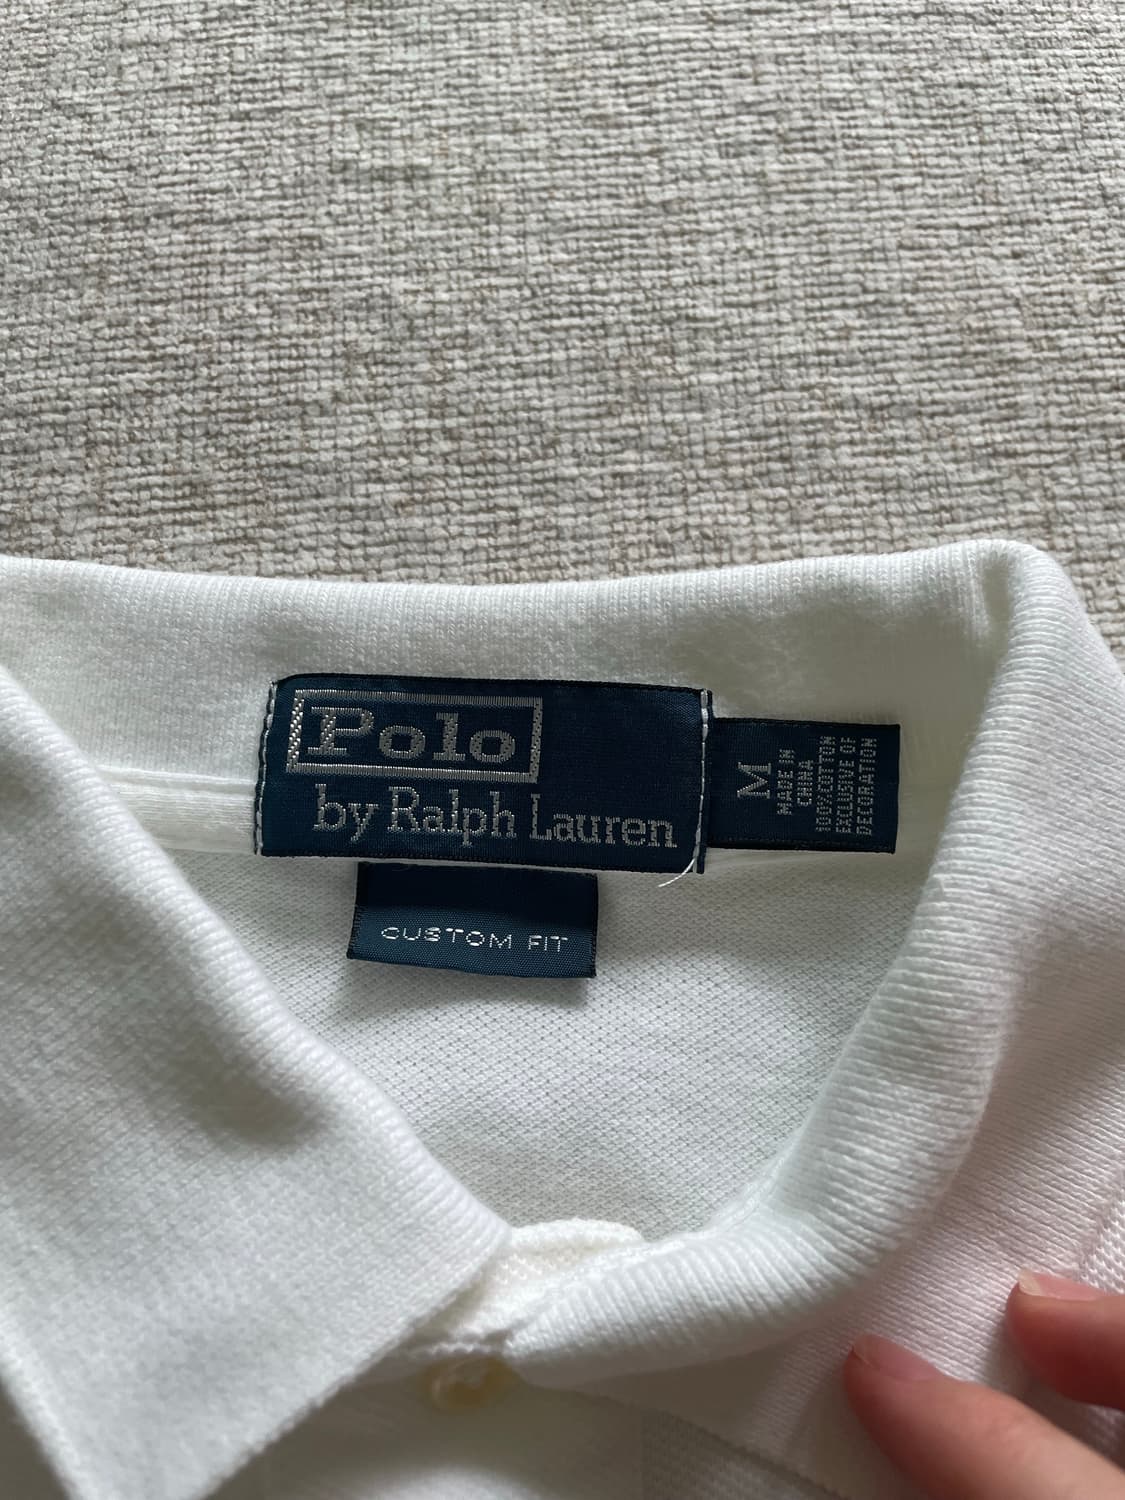 Polo
by Ralph Lauren
CUSTOM FIT
M
MADE IN
CHINA
100%COTTON
EXCLUSIVE OF
DECORATION